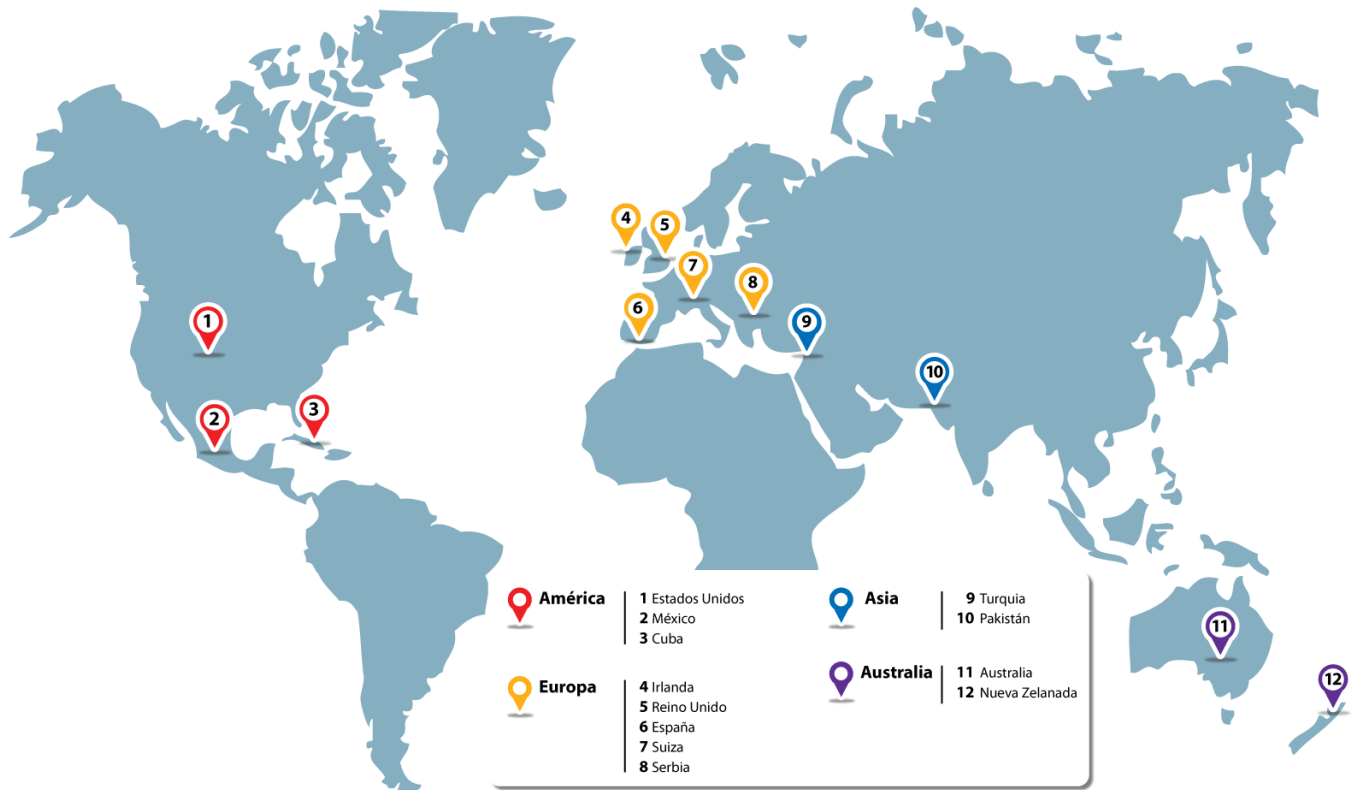 4
5
7
8
6
9
1
10
3
2
11
12
América
1 Estados Unidos
2 México
3 Cuba
Europa
4 Irlanda
5 Reino Unido
6 España
7 Suiza
8 Serbia
Asia
9 Turquia
10 Pakistán
Australia
11 Australia
12 Nueva Zelanada